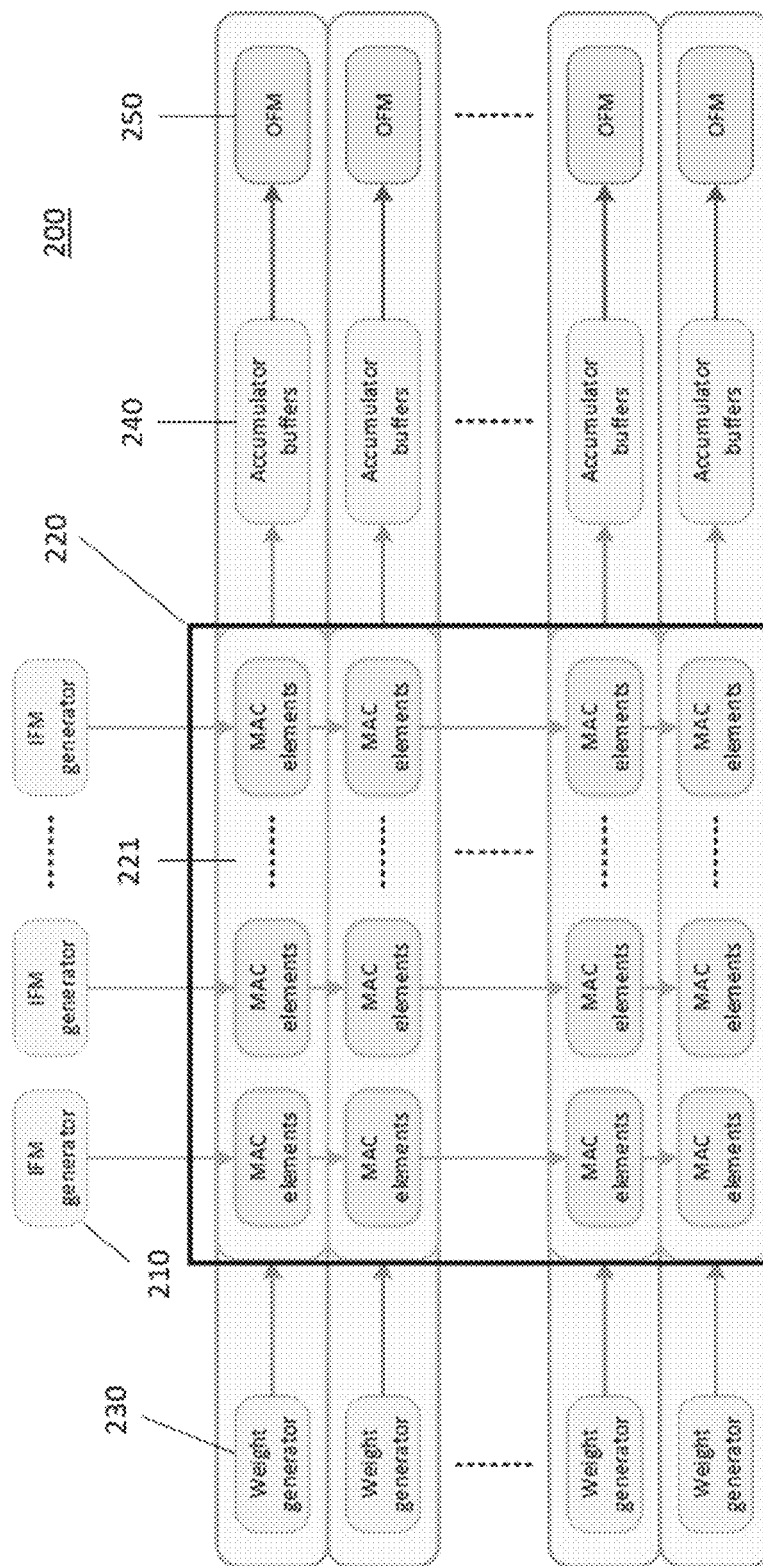 200
IFM
generator
IFM
generator
IFM
generator
210
221
220
230
240
250
Weight
generator
MAC
elements
MAC
elements
MAC
elements
Accumulator
buffers
OFM
Weight
generator
MAC
elements
MAC
elements
MAC
elements
Accumulator
buffers
OFM
Weight
generator
MAC
elements
MAC
elements
MAC
elements
Accumulator
buffers
OFM
Weight
generator
MAC
elements
MAC
elements
MAC
elements
Accumulator
buffers
OFM